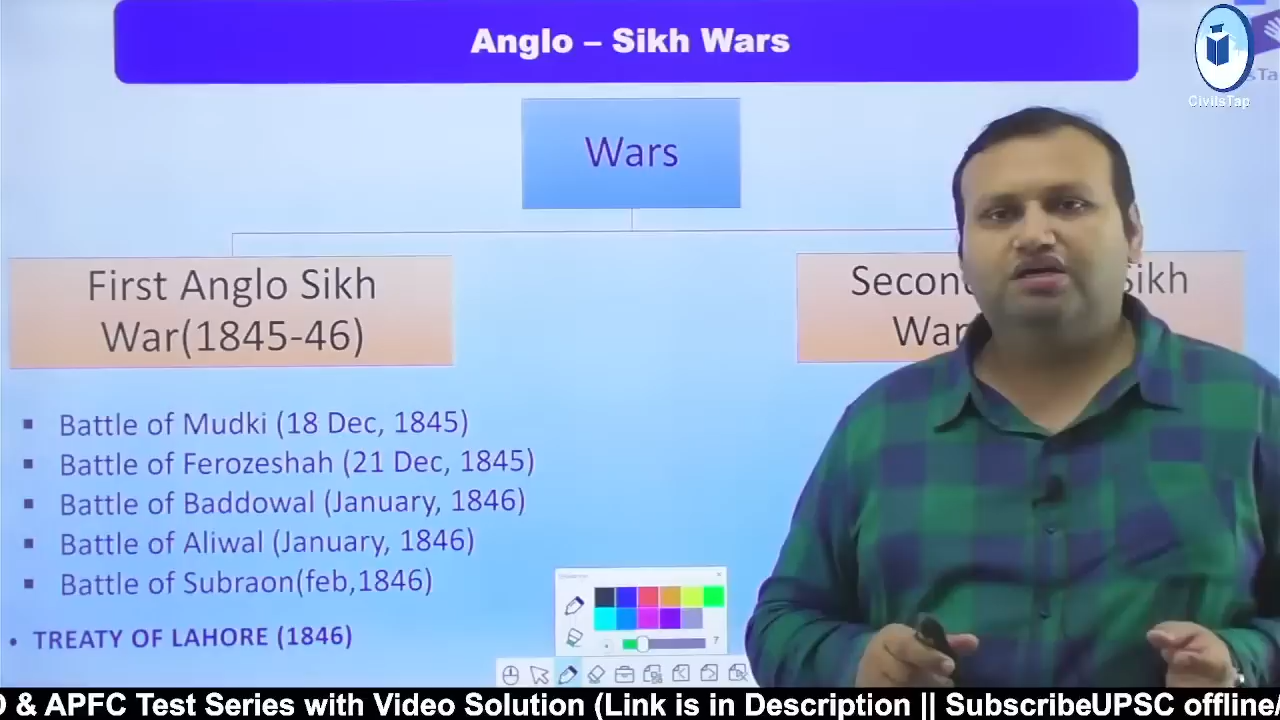 Anglo – Sikh Wars
CivilsTap
Wars
First Anglo Sikh
War(1845-46)
Sikh
▪ Battle of Mudki (18 Dec, 1845)
▪ Battle of Ferozeshah (21 Dec, 1845)
▪ Battle of Baddowal (January, 1846)
▪ Battle of Aliwal (January, 1846)
▪ Battle of Subraon(feb,1846)
• TREATY OF LAHORE (1846)
7
& APFC Test Series with Video Solution (Link is in Description || SubscribeUPSC offline/